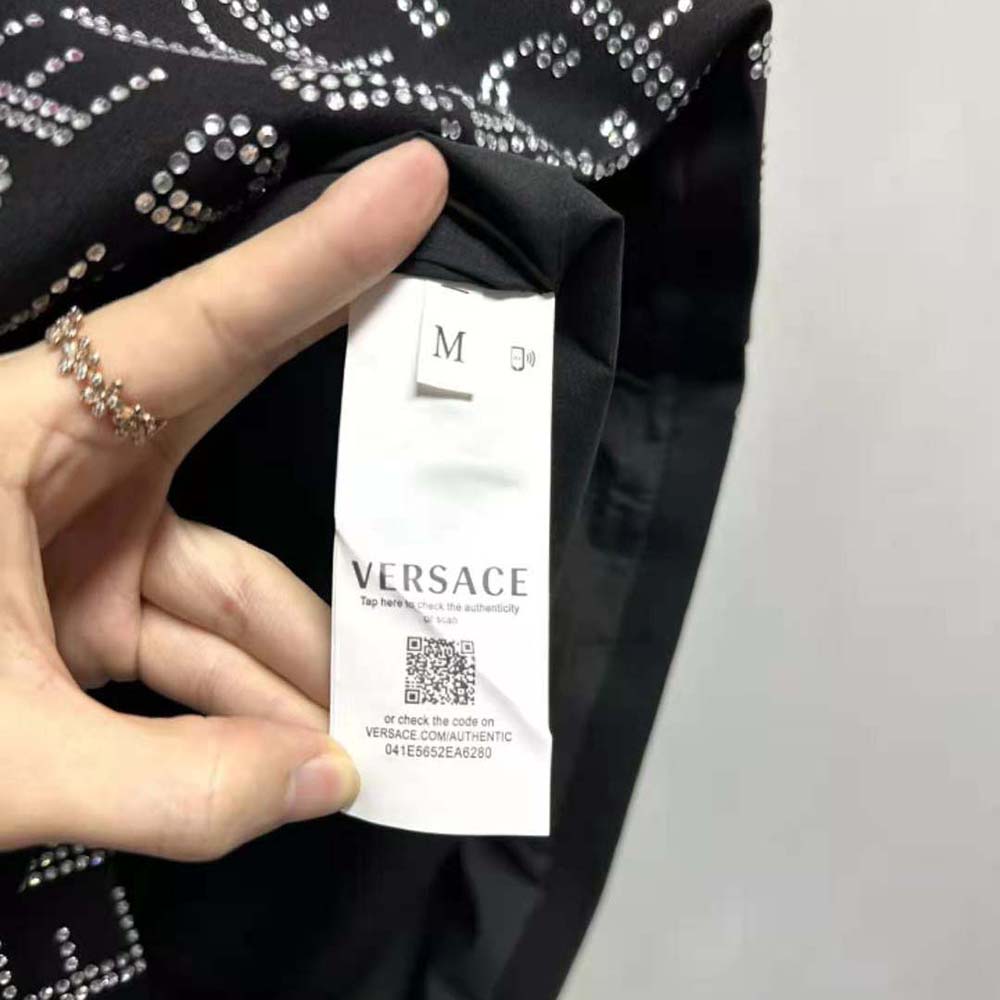 M
VERSACE
Tap here to check the authenticity
or scan
or check the code on
VERSACE.COM/AUTHENTIC
041E5652EA6280